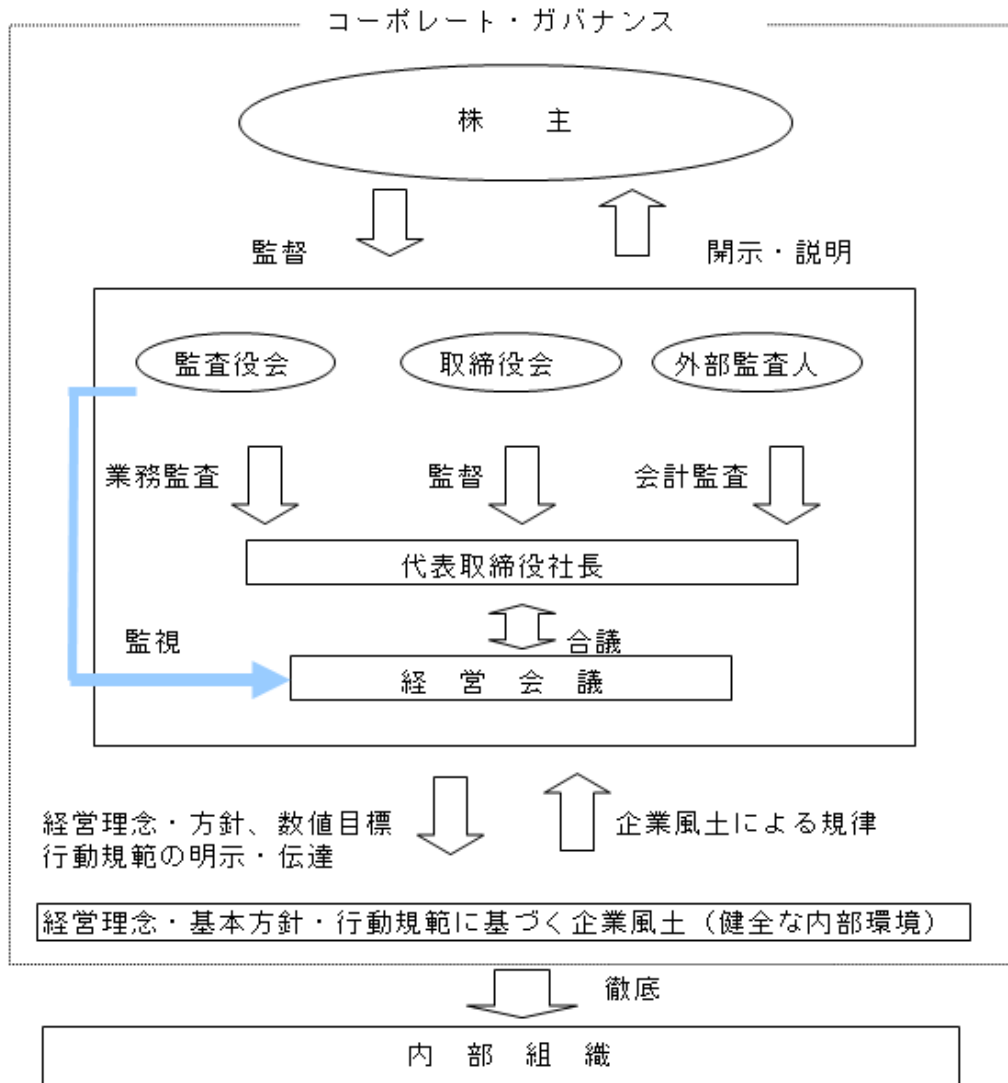 コーポレート・ガバナンス
株　主
監督
開示・説明
監査役会
取締役会
外部監査人
業務監査
監督
会計監査
代表取締役社長
監視
合議
経営会議
経営理念・方針、数値目標
行動規範の明示・伝達
企業風土による規律
経営理念・基本方針・行動規範に基づく企業風土（健全な内部環境）
徹底
内部組織